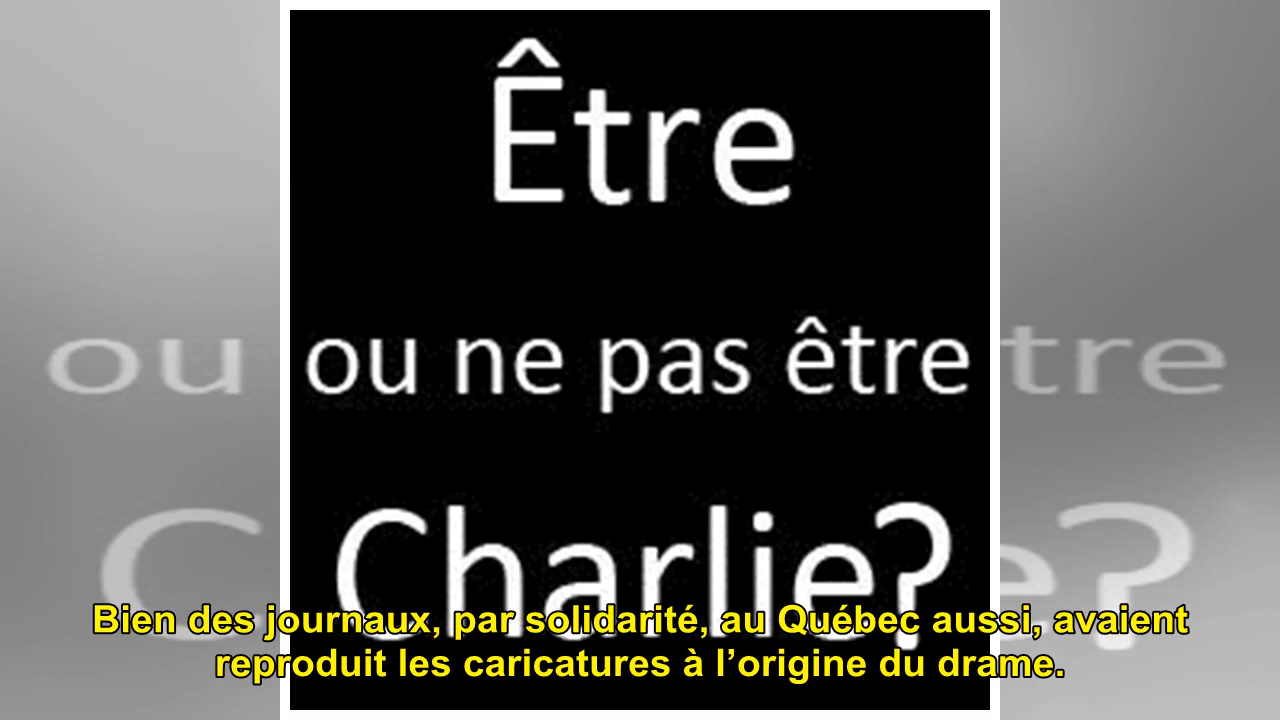 Être
ou ne pas être
Charlie?
Bien des journaux, par solidarité, au Québec aussi, avaient
reproduit les caricatures à l’origine du drame.